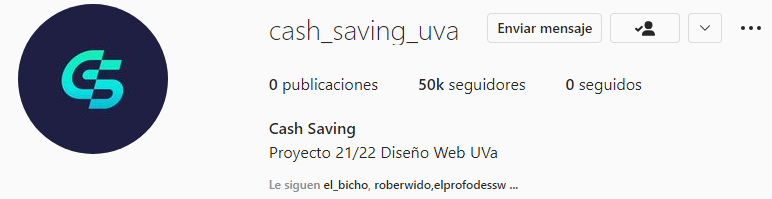 cash_saving_uva Enviar mensaje
0 publicaciones 50k seguidores 0 seguidos
Cash Saving
Proyecto 21/22 Diseño Web UVa
Le siguen el_bicho, roberwido,elprofodessw ...